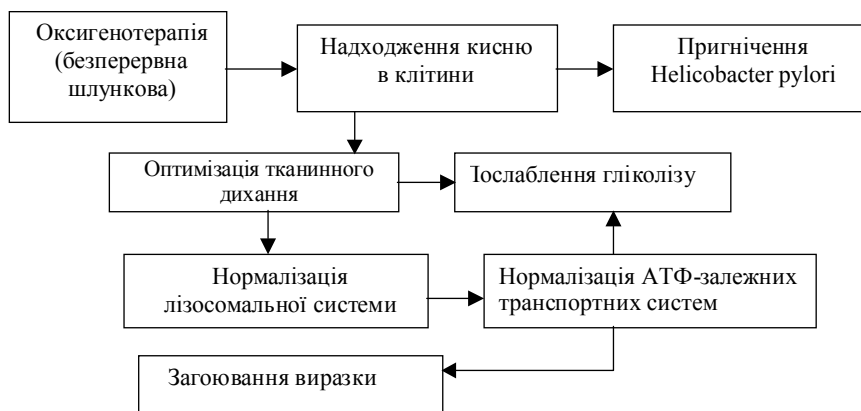 Оксигенотерапія
(безперервна
шлункова)
Надходження кисню
в клітини
Пригнічення
Helicobacter pylori
Оптимізація тканинного
дихання
Іослаблення гліколізу
Нормалізація
лізосомальної системи
Нормалізація АТФ-залежних
транспортних систем
Загоювання виразки